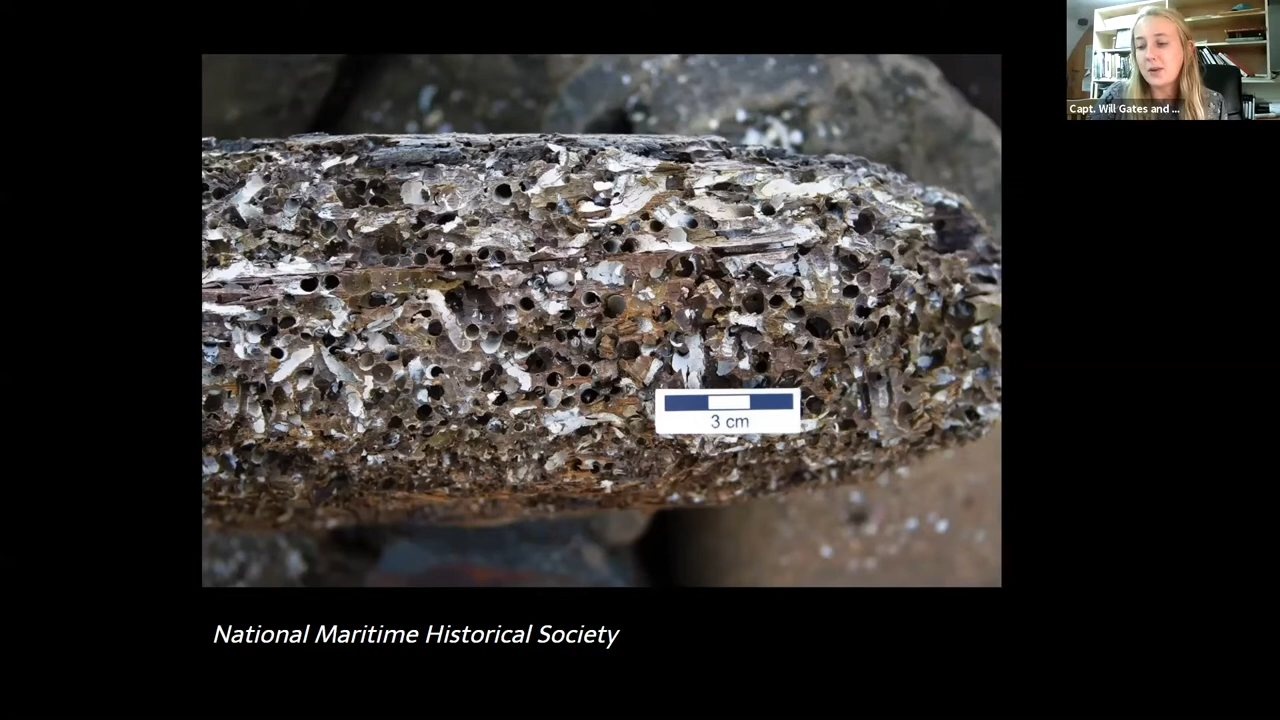 Capt. Will Gates and ...
3 cm
National Maritime Historical Society